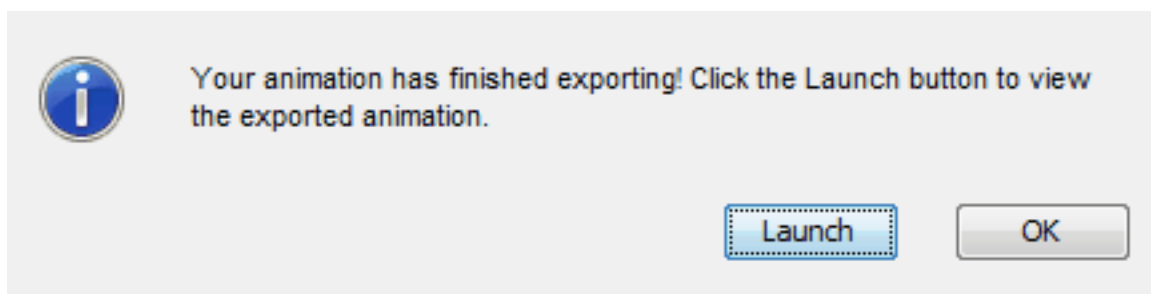 Your animation has finished exporting! Click the Launch button to view
the exported animation.
Launch
OK